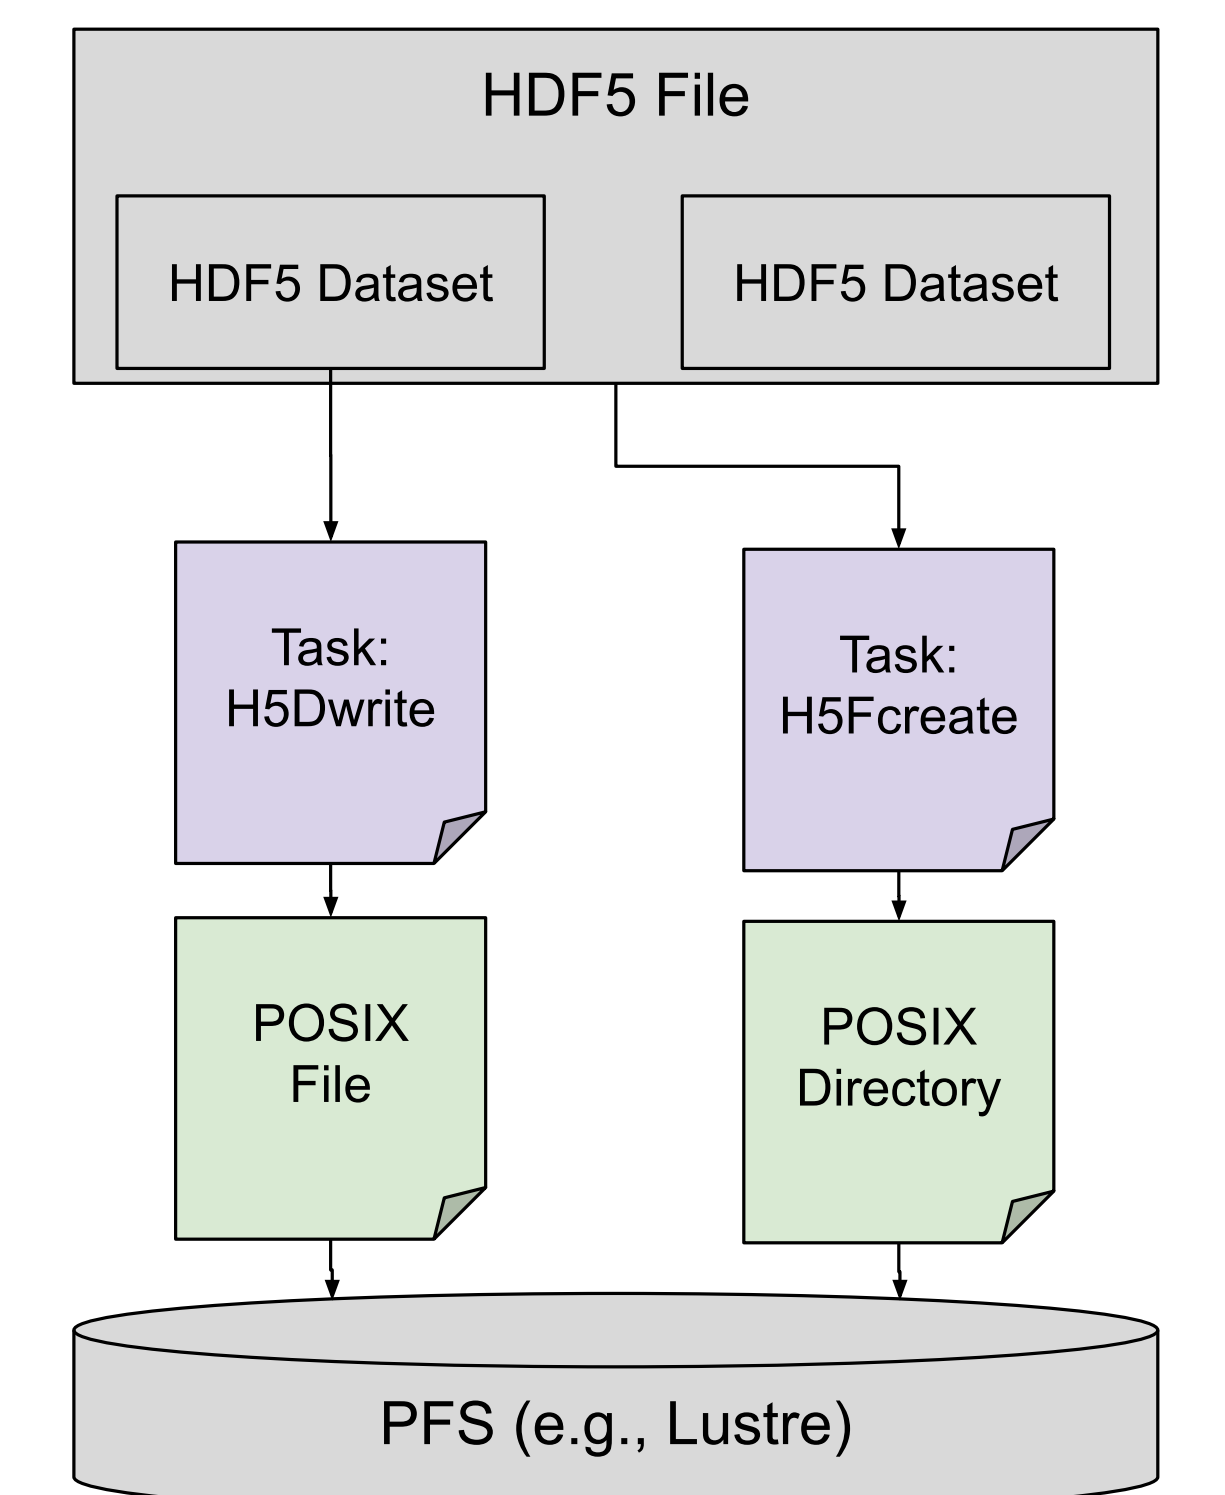 HDF5 File
HDF5 Dataset
HDF5 Dataset
Task:
H5Dwrite
Task:
H5Fcreate
POSIX
File
POSIX
Directory
PFS (e.g., Lustre)